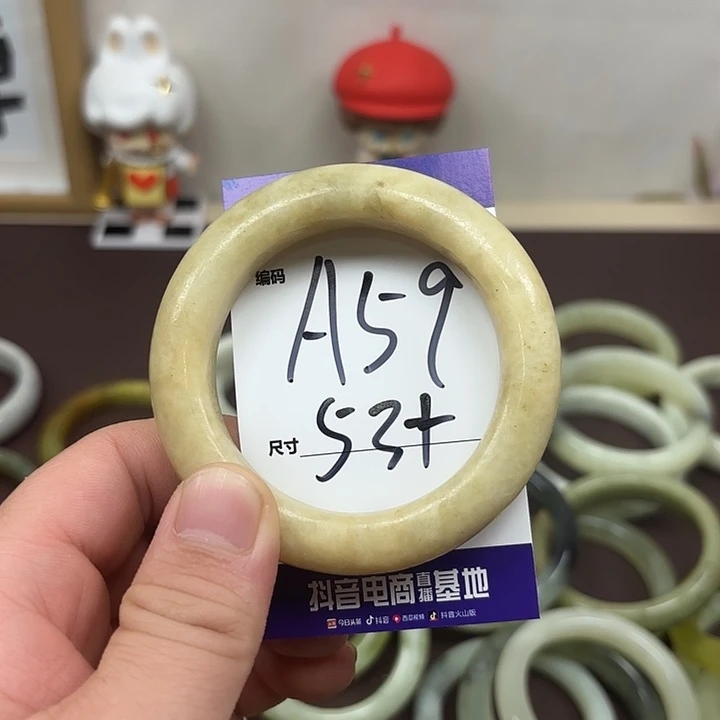 编码 A59
尺寸 53+
抖音电商直播基地
今日头条 抖音 西瓜视频 抖音火山版